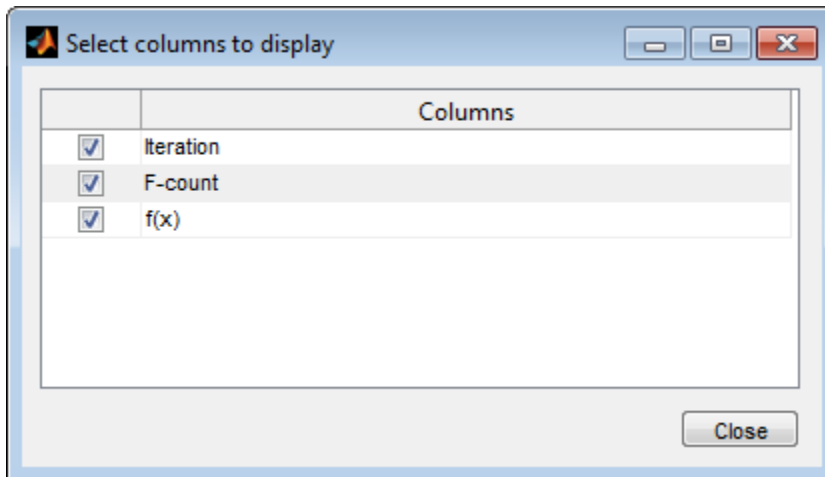 Select columns to display
Columns
Iteration
F-count
f(x)
Close